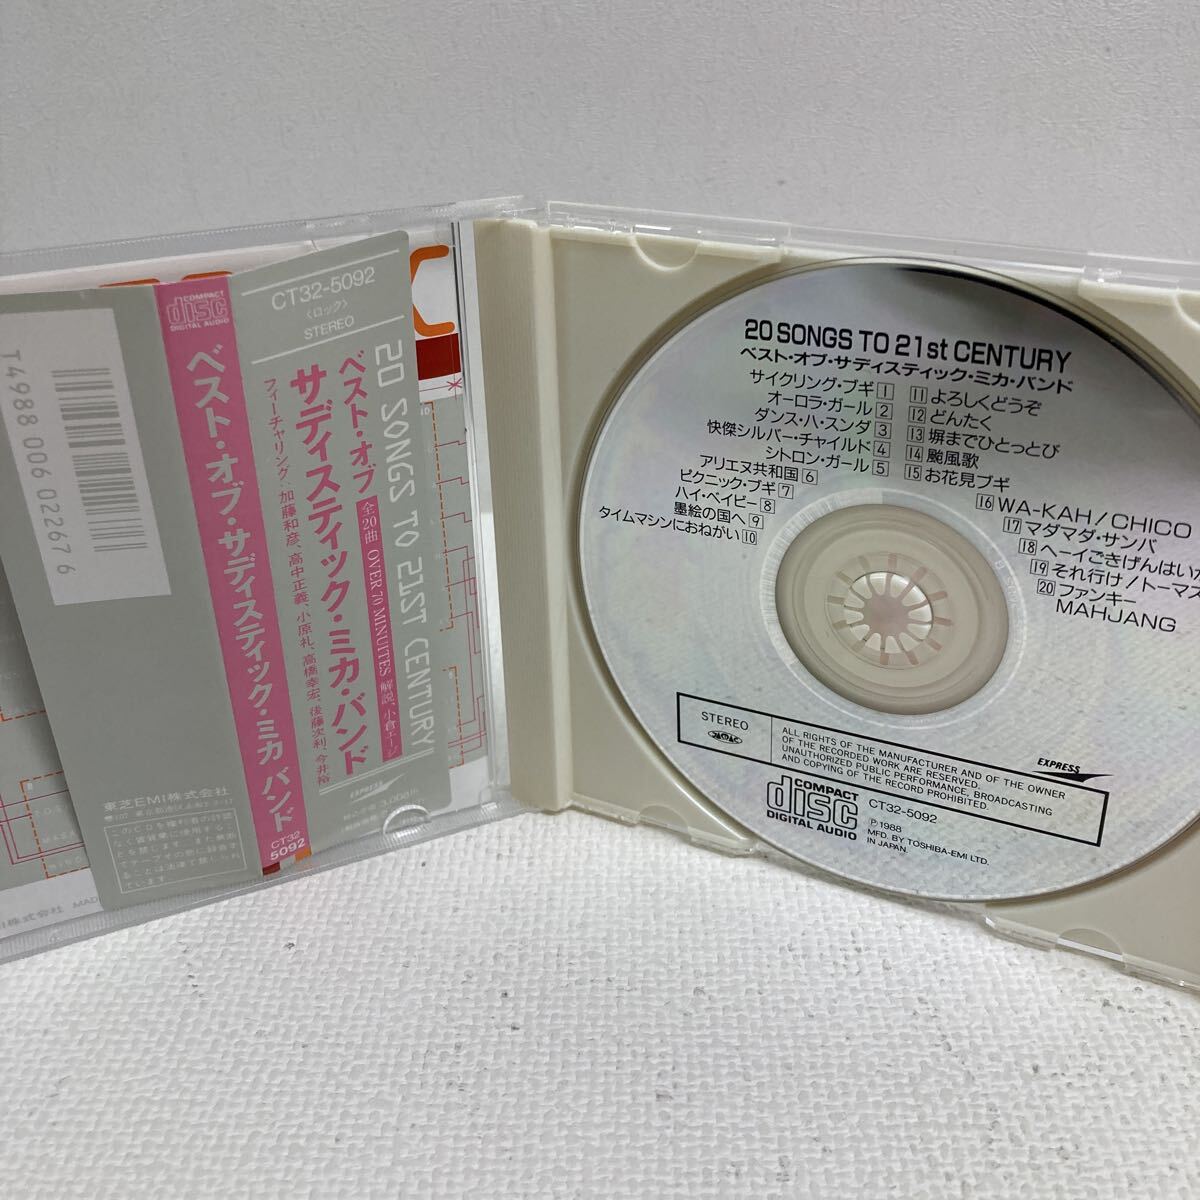 T4988 006 02267 6
東芝EMI株式会社
COMPACT
disc
DIGITAL AUDIO
ベスト・オブ・サディスティック・ミカ バンド
CT32
5092
CT32-5092
〈ロック〉
STEREO
20 SONGS TO 21ST CENTURY
ベスト・オブ
サディスティック・ミカ・バンド
全20曲 OVER 70 MINUITES 解説、小倉エージ
フィーチャリング:加藤和彦、高中正義、小原礼、高橋幸宏、後藤次利、今井裕
EXPRESS
20 SONGS TO 21st CENTURY
ベスト・オブ・サディスティック・ミカ・バンド
サイクリング・ブギ 1
オーロラ・ガール 2
ダンス・ハ・スンダ 3
快傑シルバー・チャイルド 4
シトロン・ガール 5
アリエヌ共和国 6
ピクニック・ブギ 7
ハイ・ベイビー 8
墨絵の国へ 9
タイムマシンにおねがい 10
11 よろしくどうぞ
12 どんたく
13 塀までひとっとび
14 颱風歌
15 お花見ブギ
16 WA-KAH! CHICO
17 マダマダ・サンバ
18 ヘーイごきげんはいか
19 それ行け!トーマス
20 ファンキー
MAHJANG
STEREO
ALL RIGHTS OF THE MANUFACTURER AND OF THE OWNER
OF THE RECORDED WORK ARE RESERVED.
UNAUTHORIZED PUBLIC PERFORMANCE, BROADCASTING
AND COPYING OF THE RECORD PROHIBITED.
EXPRESS
COMPACT
disc
DIGITAL AUDIO
CT32-5092
Ⓟ1988
MFD. BY TOSHIBA-EMI LTD.
IN JAPAN.